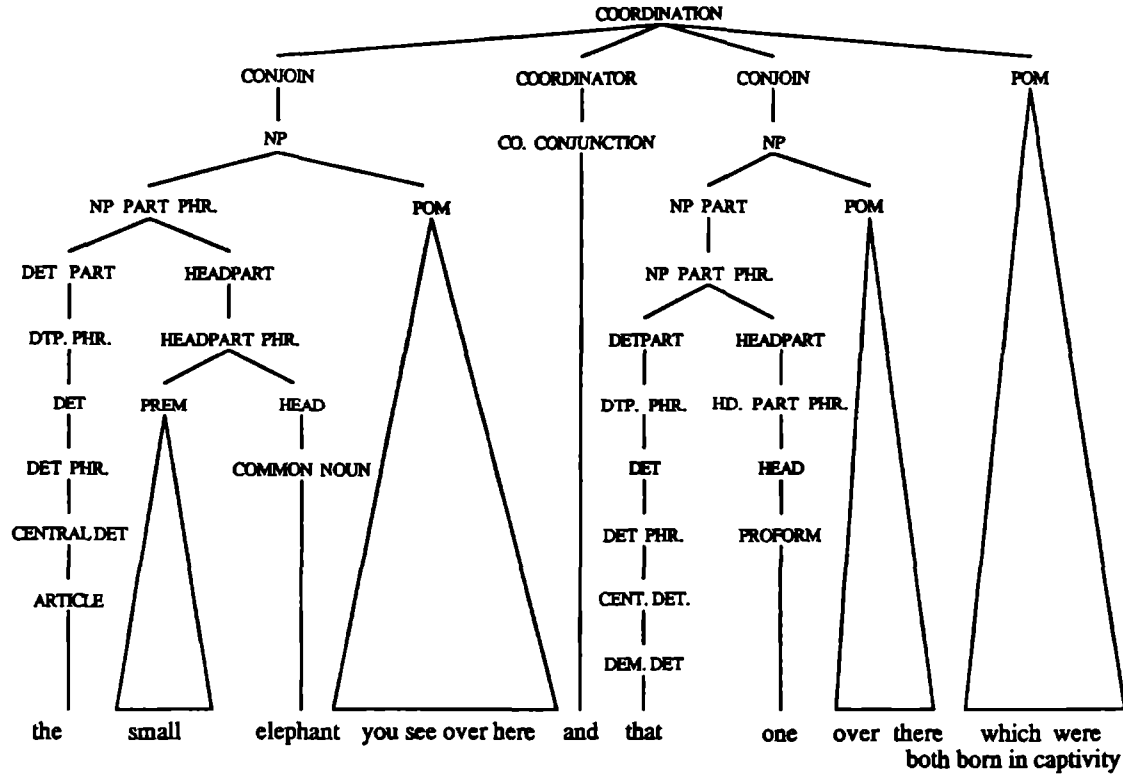 COORDINATION
CONJOIN COORDINATOR CONJOIN POM
NP CO. CONJUNCTION NP
NP PART PHR. POM NP PART POM
DET PART HEADPART NP PART PHR.
DTP. PHR. HEADPART PHR. DETPART HEADPART
DET PREM HEAD DTP. PHR. HD. PART PHR.
DET PHR. COMMON NOUN DET HEAD
CENTRAL DET DET PHR. PROFORM
ARTICLE CENT. DET.
DEM. DET
the small elephant you see over here and that one over there which were
both born in captivity